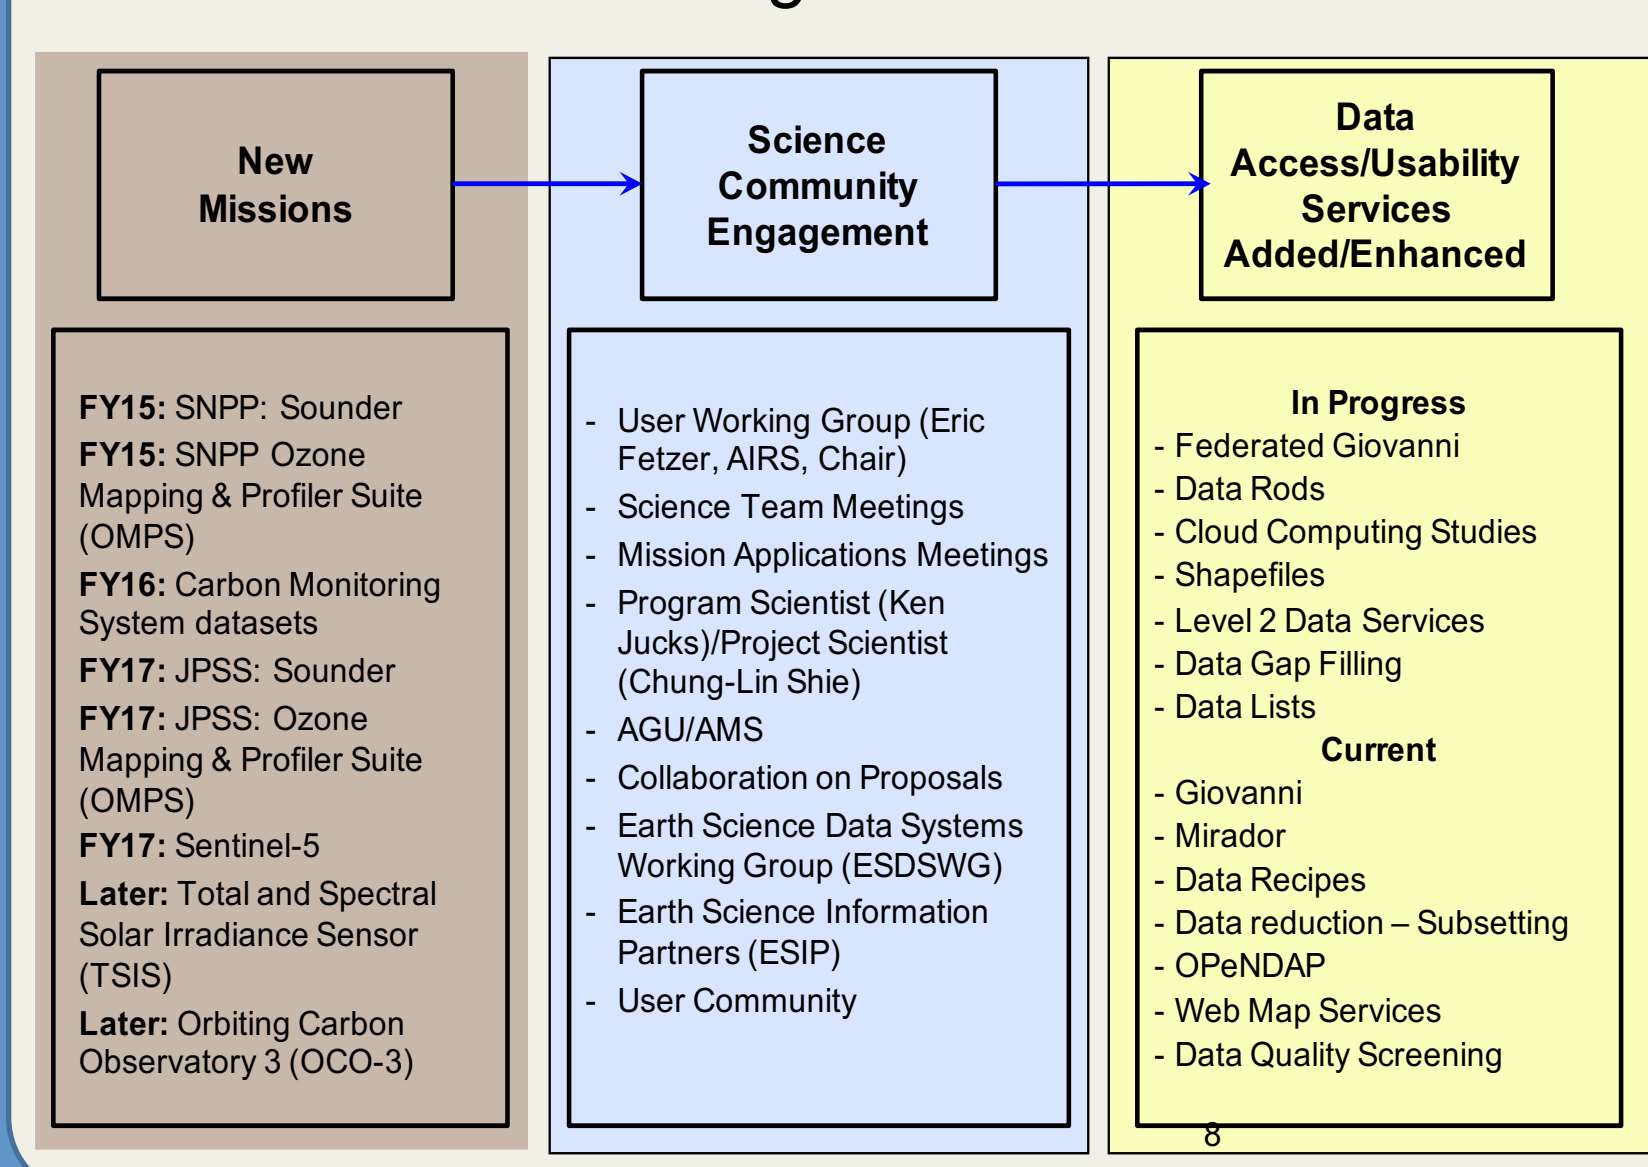 New
Missions
Science
Community
Engagement
Data
Access/Usability
Services
Added/Enhanced
FY15: SNPP: Sounder
FY15: SNPP Ozone
Mapping & Profiler Suite
(OMPS)
FY16: Carbon Monitoring
System datasets
FY17: JPSS: Sounder
FY17: JPSS: Ozone
Mapping & Profiler Suite
(OMPS)
FY17: Sentinel-5
Later: Total and Spectral
Solar Irradiance Sensor
(TSIS)
Later: Orbiting Carbon
Observatory 3 (OCO-3)
- User Working Group (Eric
Fetzer, AIRS, Chair)
- Science Team Meetings
- Mission Applications Meetings
- Program Scientist (Ken
Jucks)/Project Scientist
(Chung-Lin Shie)
- AGU/AMS
- Collaboration on Proposals
- Earth Science Data Systems
Working Group (ESDSWG)
- Earth Science Information
Partners (ESIP)
- User Community
In Progress
- Federated Giovanni
- Data Rods
- Cloud Computing Studies
- Shapefiles
- Level 2 Data Services
- Data Gap Filling
- Data Lists
Current
- Giovanni
- Mirador
- Data Recipes
- Data reduction – Subsetting
- OPeNDAP
- Web Map Services
- Data Quality Screening
8